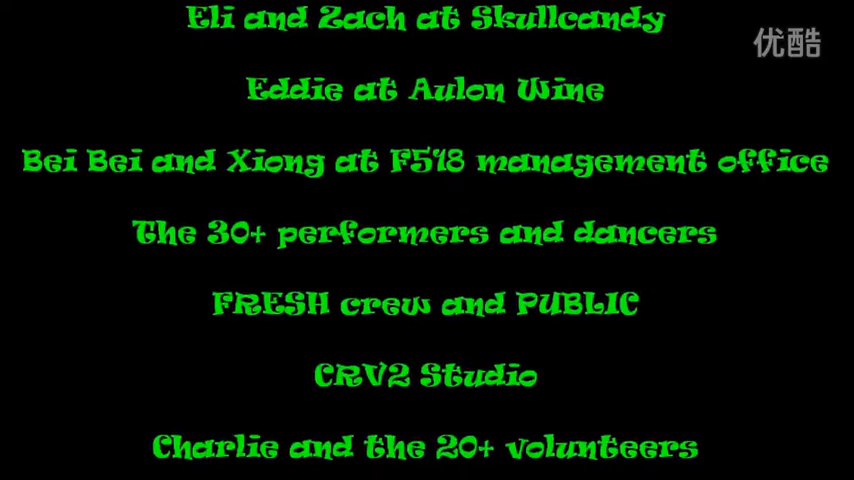 Eli and Zach at Skullcandy
优酷
Eddie at Aulon Wine
Bei Bei and Xiong at F518 management office
The 30+ performers and dancers
FRESH crew and PUBLIC
CRV2 Studio
Charlie and the 20+ volunteers